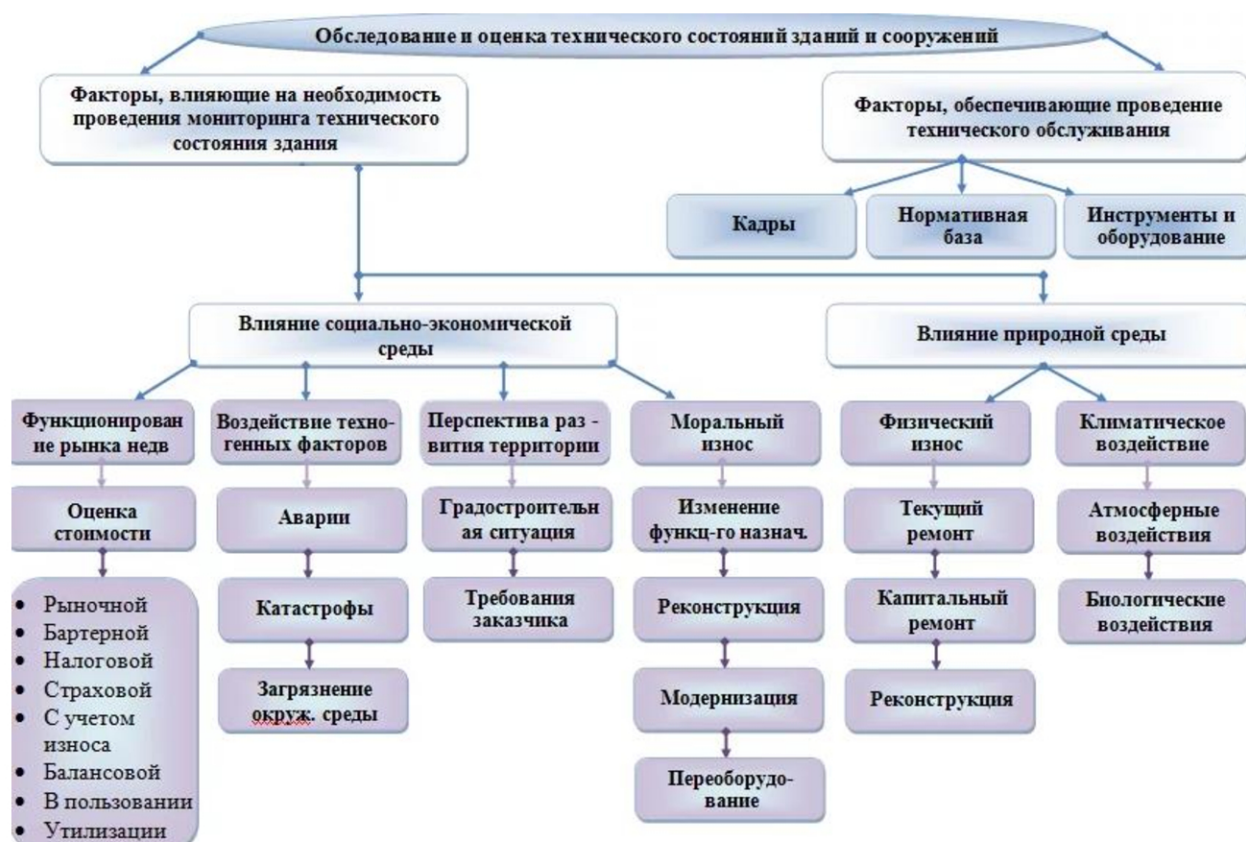 Обследование и оценка технического состояний зданий и сооружений
Факторы, влияющие на необходимость
проведения мониторинга технического
состояния здания
Факторы, обеспечивающие проведение
технического обслуживания
Кадры
Нормативная
база
Инструменты и
оборудование
Влияние социально-экономической
среды
Влияние природной среды
Функционирован
ие рынка недв
Воздействие техно-
генных факторов
Перспектива раз -
вития территории
Моральный
износ
Физический
износ
Климатическое
воздействие
Оценка
стоимости
Аварии
Градостроительн
ая ситуация
Изменение
функц-го назнач.
Текущий
ремонт
Атмосферные
воздействия
• Рыночной
• Бартерной
• Налоговой
• Страховой
• С учетом
износа
• Балансовой
• В пользовании
• Утилизации
Катастрофы
Требования
заказчика
Реконструкция
Капитальный
ремонт
Биологические
воздействия
Загрязнение
окруж. среды
Модернизация
Реконструкция
Переоборудо-
вание